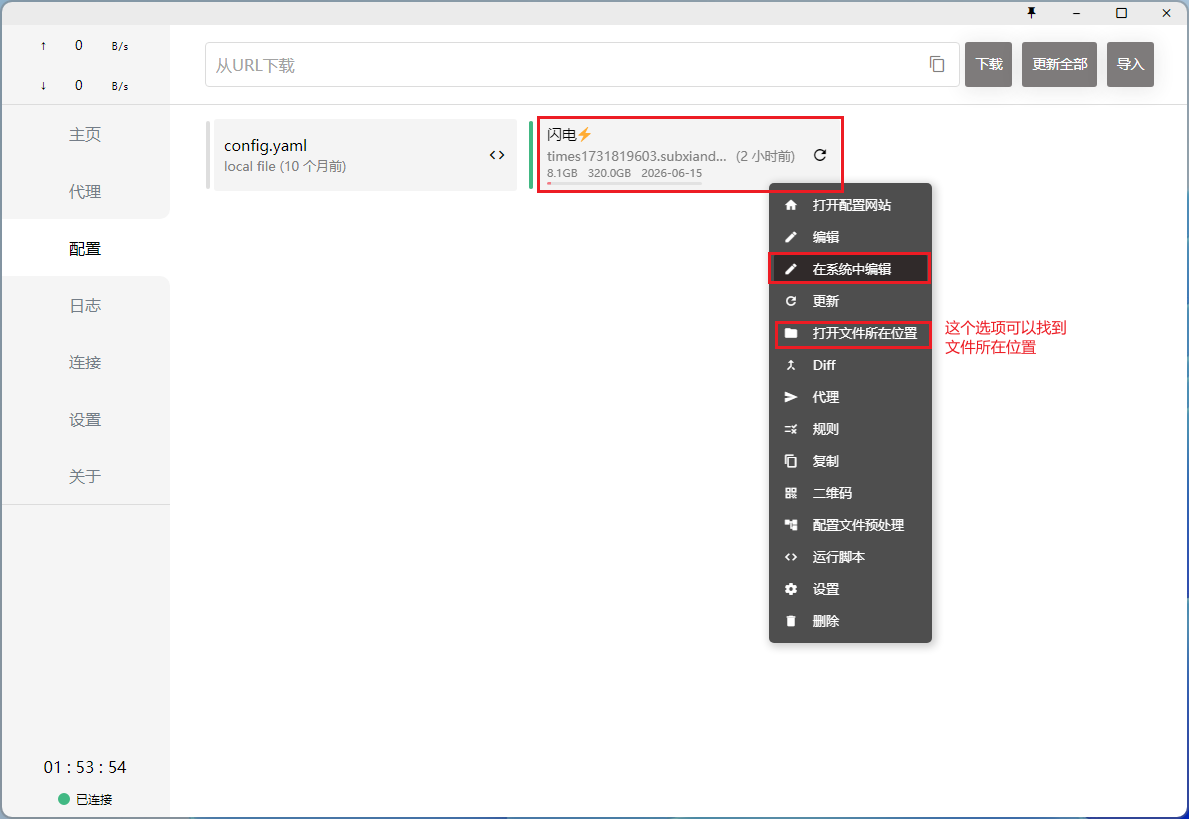 ↑ 0 B/s
↓ 0 B/s
主页
代理
配置
日志
连接
设置
关于
01 : 53 : 54
已连接
从URL下载
下载
更新全部
导入
config.yaml
local file (10 个月前)
闪电⚡
times1731819603.subxiand... (2 小时前)
8.1GB 320.0GB 2026-06-15
打开配置网站
编辑
在系统中编辑
更新
打开文件所在位置
这个选项可以找到
文件所在位置
Diff
代理
规则
复制
二维码
配置文件预处理
运行脚本
设置
删除